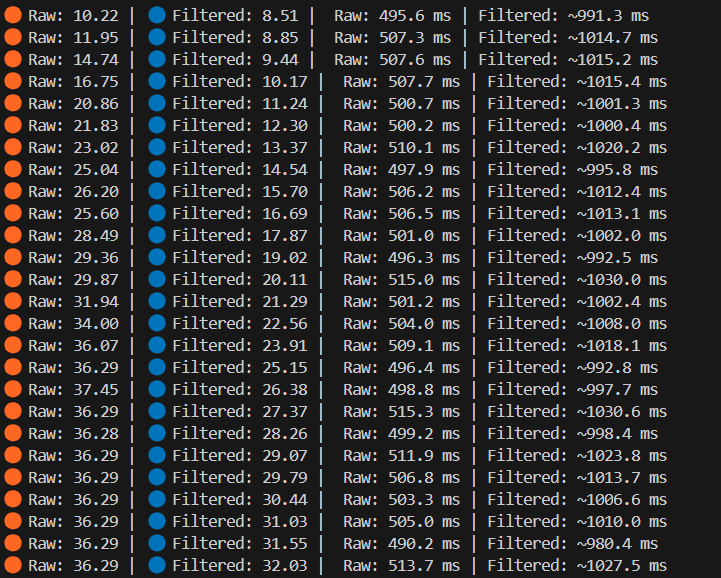 🟠 Raw: 10.22 | 🔵 Filtered: 8.51 | Raw: 495.6 ms | Filtered: ~991.3 ms
🟠 Raw: 11.95 | 🔵 Filtered: 8.85 | Raw: 507.3 ms | Filtered: ~1014.7 ms
🟠 Raw: 14.74 | 🔵 Filtered: 9.44 | Raw: 507.6 ms | Filtered: ~1015.2 ms
🟠 Raw: 16.75 | 🔵 Filtered: 10.17 | Raw: 507.7 ms | Filtered: ~1015.4 ms
🟠 Raw: 20.86 | 🔵 Filtered: 11.24 | Raw: 500.7 ms | Filtered: ~1001.3 ms
🟠 Raw: 21.83 | 🔵 Filtered: 12.30 | Raw: 500.2 ms | Filtered: ~1000.4 ms
🟠 Raw: 23.02 | 🔵 Filtered: 13.37 | Raw: 510.1 ms | Filtered: ~1020.2 ms
🟠 Raw: 25.04 | 🔵 Filtered: 14.54 | Raw: 497.9 ms | Filtered: ~995.8 ms
🟠 Raw: 26.20 | 🔵 Filtered: 15.70 | Raw: 506.2 ms | Filtered: ~1012.4 ms
🟠 Raw: 25.60 | 🔵 Filtered: 16.69 | Raw: 506.5 ms | Filtered: ~1013.1 ms
🟠 Raw: 28.49 | 🔵 Filtered: 17.87 | Raw: 501.0 ms | Filtered: ~1002.0 ms
🟠 Raw: 29.36 | 🔵 Filtered: 19.02 | Raw: 496.3 ms | Filtered: ~992.5 ms
🟠 Raw: 29.87 | 🔵 Filtered: 20.11 | Raw: 515.0 ms | Filtered: ~1030.0 ms
🟠 Raw: 31.94 | 🔵 Filtered: 21.29 | Raw: 501.2 ms | Filtered: ~1002.4 ms
🟠 Raw: 34.00 | 🔵 Filtered: 22.56 | Raw: 504.0 ms | Filtered: ~1008.0 ms
🟠 Raw: 36.07 | 🔵 Filtered: 23.91 | Raw: 509.1 ms | Filtered: ~1018.1 ms
🟠 Raw: 36.29 | 🔵 Filtered: 25.15 | Raw: 496.4 ms | Filtered: ~992.8 ms
🟠 Raw: 37.45 | 🔵 Filtered: 26.38 | Raw: 498.8 ms | Filtered: ~997.7 ms
🟠 Raw: 36.29 | 🔵 Filtered: 27.37 | Raw: 515.3 ms | Filtered: ~1030.6 ms
🟠 Raw: 36.28 | 🔵 Filtered: 28.26 | Raw: 499.2 ms | Filtered: ~998.4 ms
🟠 Raw: 36.29 | 🔵 Filtered: 29.07 | Raw: 511.9 ms | Filtered: ~1023.8 ms
🟠 Raw: 36.29 | 🔵 Filtered: 29.79 | Raw: 506.8 ms | Filtered: ~1013.7 ms
🟠 Raw: 36.29 | 🔵 Filtered: 30.44 | Raw: 503.3 ms | Filtered: ~1006.6 ms
🟠 Raw: 36.29 | 🔵 Filtered: 31.03 | Raw: 505.0 ms | Filtered: ~1010.0 ms
🟠 Raw: 36.29 | 🔵 Filtered: 31.55 | Raw: 490.2 ms | Filtered: ~980.4 ms
🟠 Raw: 36.29 | 🔵 Filtered: 32.03 | Raw: 513.7 ms | Filtered: ~1027.5 ms